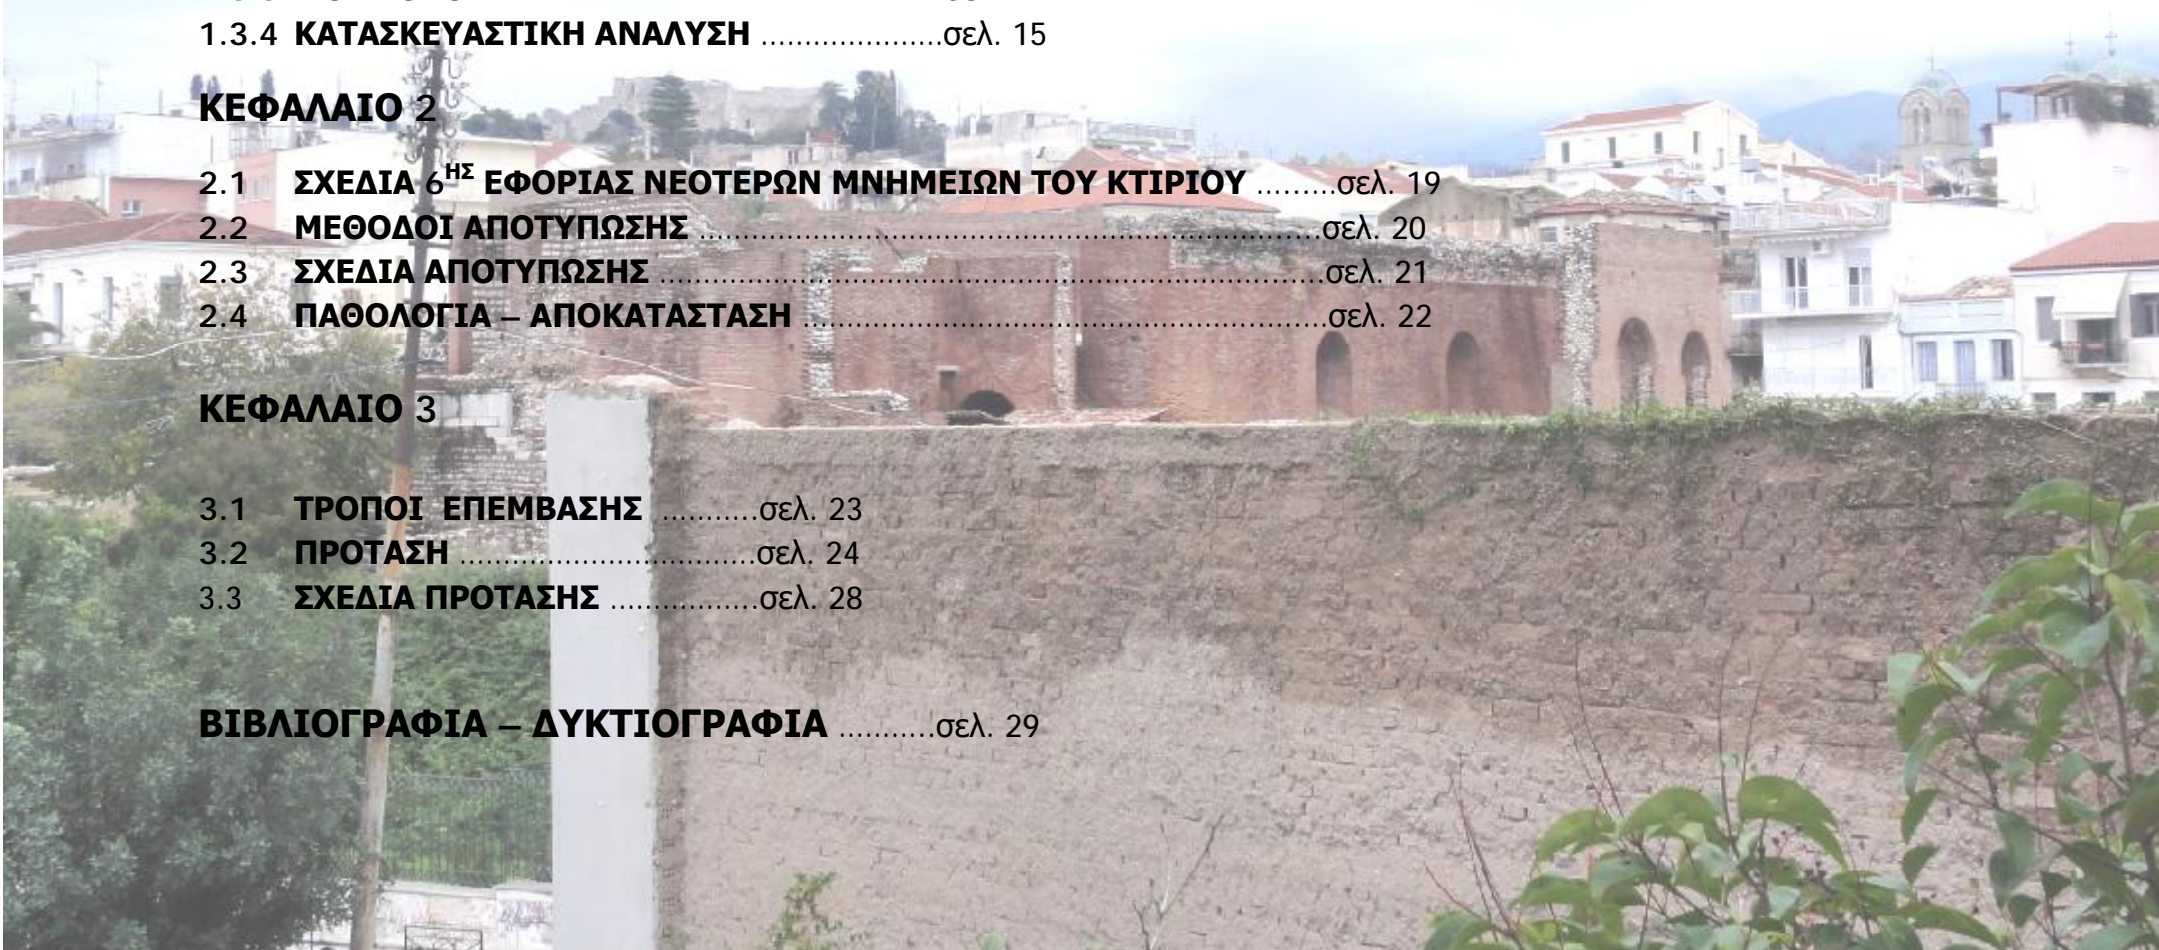 1.3.4 ΚΑΤΑΣΚΕΥΑΣΤΙΚΗ ΑΝΑΛΥΣΗ .....................σελ. 15
ΚΕΦΑΛΑΙΟ 2
2.1 ΣΧΕΔΙΑ 6ΗΣ ΕΦΟΡΙΑΣ ΝΕΟΤΕΡΩΝ ΜΝΗΜΕΙΩΝ ΤΟΥ ΚΤΙΡΙΟΥ .........σελ. 19
2.2 ΜΕΘΟΔΟΙ ΑΠΟΤΥΠΩΣΗΣ ........................................................................σελ. 20
2.3 ΣΧΕΔΙΑ ΑΠΟΤΥΠΩΣΗΣ .............................................................................σελ. 21
2.4 ΠΑΘΟΛΟΓΙΑ – ΑΠΟΚΑΤΑΣΤΑΣΗ .............................................................σελ. 22
ΚΕΦΑΛΑΙΟ 3
3.1 ΤΡΟΠΟΙ ΕΠΕΜΒΑΣΗΣ ...........σελ. 23
3.2 ΠΡΟΤΑΣΗ ..................................σελ. 24
3.3 ΣΧΕΔΙΑ ΠΡΟΤΑΣΗΣ .................σελ. 28
ΒΙΒΛΙΟΓΡΑΦΙΑ – ΔΥΚΤΙΟΓΡΑΦΙΑ ...........σελ. 29